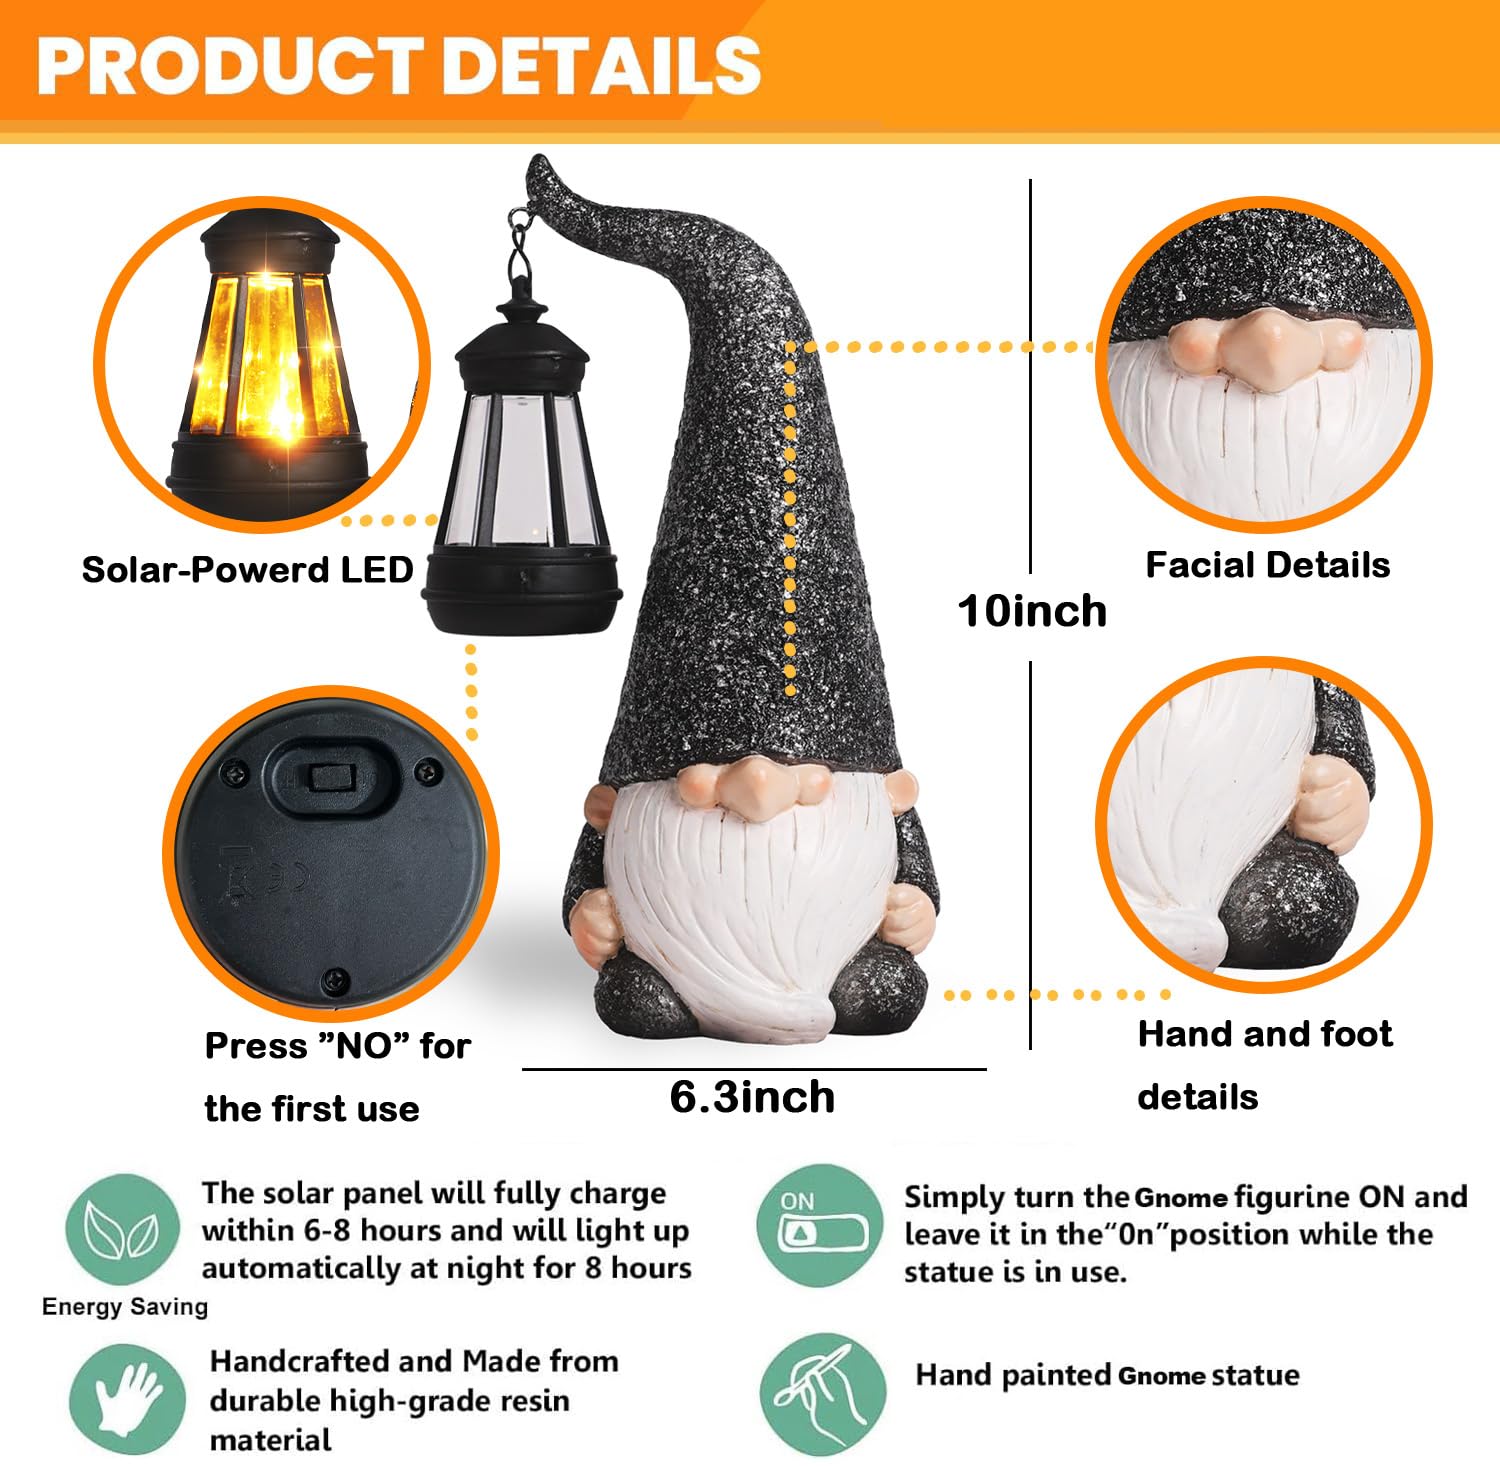 PRODUCT DETAILS
Solar-Powerd LED
Facial Details
10inch
Press ”NO” for
the first use
6.3inch
Hand and foot
details
The solar panel will fully charge
within 6-8 hours and will light up
automatically at night for 8 hours
Energy Saving
ON
Simply turn the Gnome figurine ON and
leave it in the“0n”position while the
statue is in use.
Handcrafted and Made from
durable high-grade resin
material
Hand painted Gnome statue